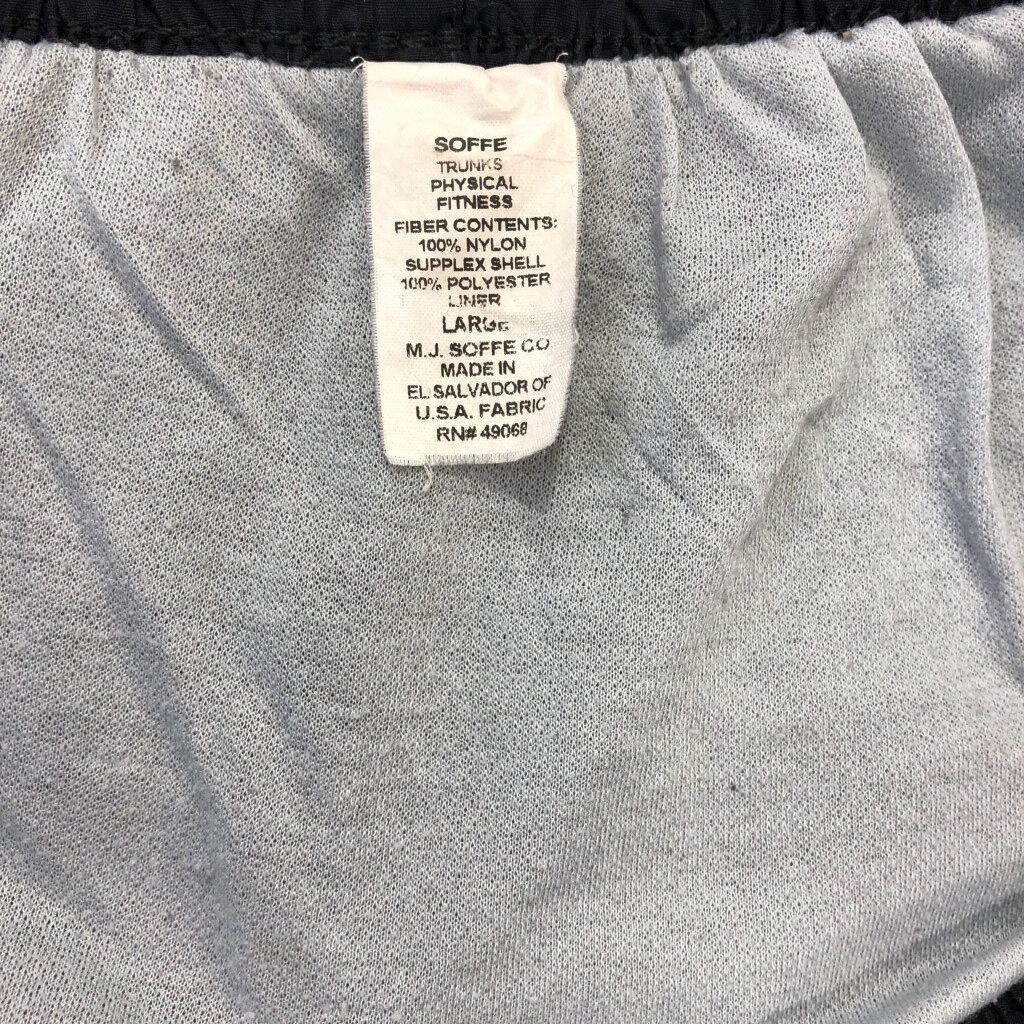 SOFFE
TRUNKS
PHYSICAL
FITNESS
FIBER CONTENTS:
100% NYLON
SUPPLEX SHELL
100% POLYESTER
LINER
LARGE
M.J. SOFFE CO
MADE IN
EL SALVADOR OF
U.S.A. FABRIC
RN# 49068